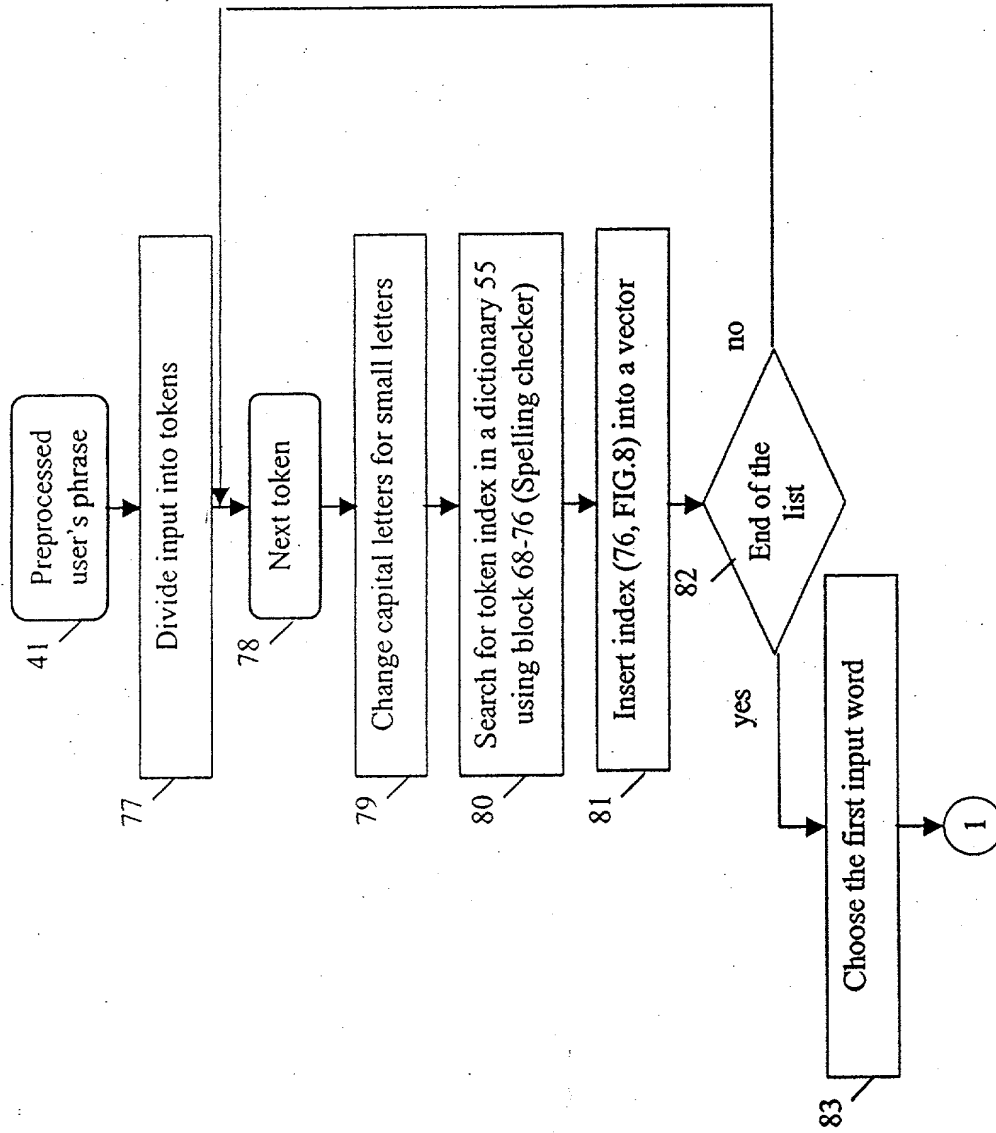 Preprocessed
user's phrase
41
Divide input into tokens
77
Next token
78
Change capital letters for small letters
79
Search for token index in a dictionary 55
using block 68-76 (Spelling checker)
80
Insert index (76, FIG.8) into a vector
81
End of the
list
82
no
yes
Choose the first input word
83
1